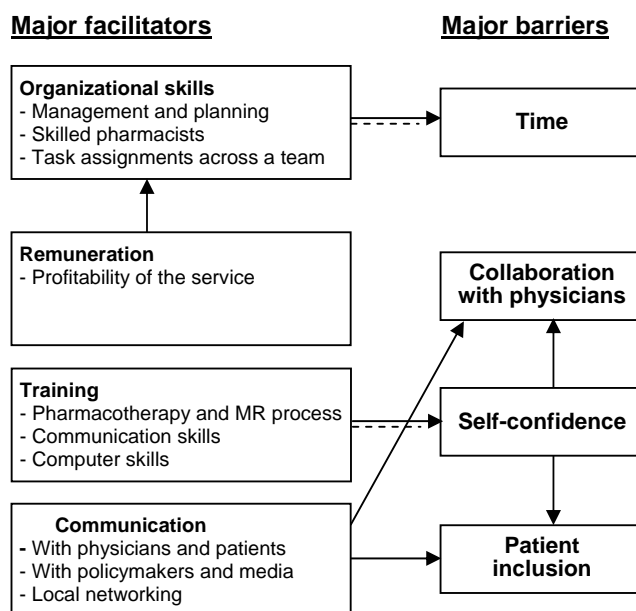 Major facilitators
Major barriers
Organizational skills
- Management and planning
- Skilled pharmacists
- Task assignments across a team
Time
Remuneration
- Profitability of the service
Collaboration
with physicians
Training
- Pharmacotherapy and MR process
- Communication skills
- Computer skills
Self-confidence
Communication
- With physicians and patients
- With policymakers and media
- Local networking
Patient
inclusion